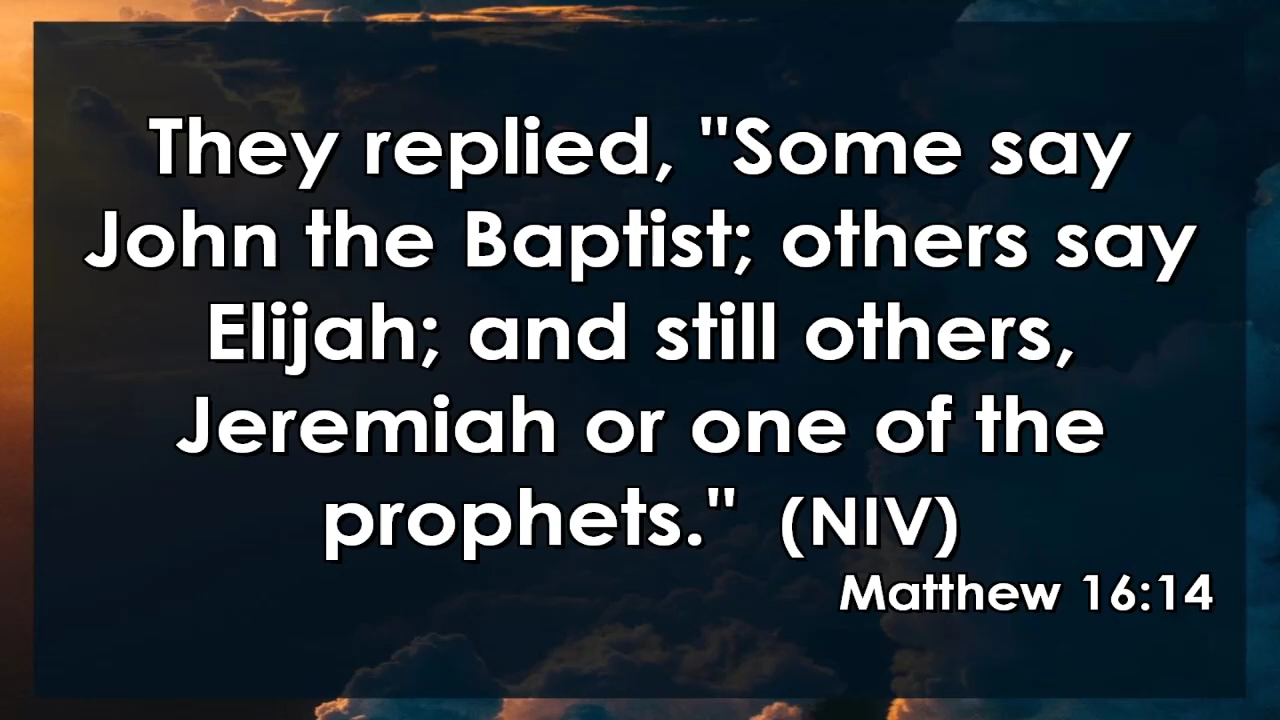 They replied, "Some say
John the Baptist; others say
Elijah; and still others,
Jeremiah or one of the
prophets." (NIV)
Matthew 16:14